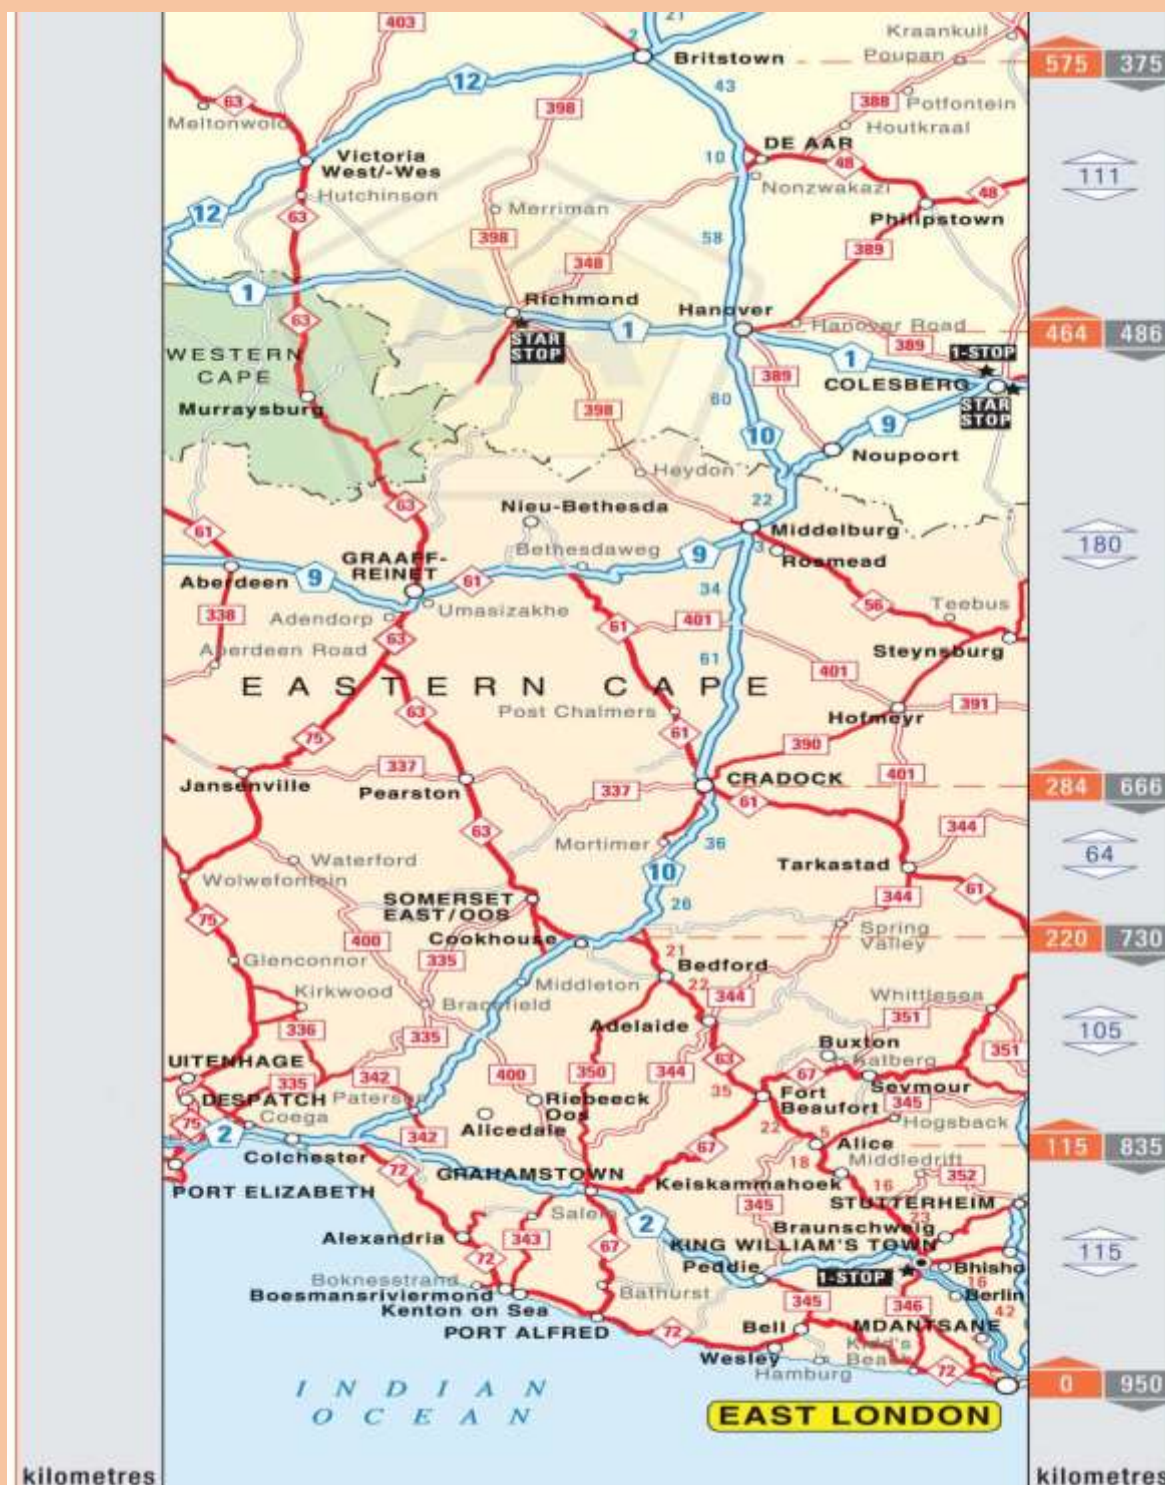 403
21
Kraankuil
2
Britstown
Poupan
575 375
12
43
63
398
388
Potfontein
Meltonwold
Houtkraal
DE AAR
Victoria
West/-Wes
10
48
111
Hutchinson
Nonzwakazi
48
12
63
Merriman
Philipstown
398
58
389
348
1
Richmond
Hanover
63
1
Hanover Road
464 486
STAR
STOP
389
1-STOP
WESTERN
CAPE
1
389
COLESBERG
Murraysburg
60
398
STAR
STOP
9
10
Noupoort
Heydon
63
Nieu-Bethesda
22
61
Middelburg
GRAAFF-
REINET
Bethesdaweg
9
3
Rosmead
180
Aberdeen
9
61
34
338
Adendorp
Umasizakhe
56
Teebus
63
61
401
Aberdeen Road
61
Steynsburg
401
EASTERN CAPE
63
Post Chalmers
Hofmeyr
391
75
61
390
337
401
Jansenville
Pearston
337
CRADOCK
284 666
61
63
344
Mortimer
36
64
Waterford
Tarkastad
Wolwefontein
10
61
SOMERSET
EAST/OOS
344
75
26
Spring
Valley
400
Cookhouse
220 730
335
21
Glenconnor
Bedford
Kirkwood
Middleton
22
344
Whittlesea
Bracefield
351
336
335
Adelaide
105
Buxton
351
UITENHAGE
63
Katberg
335
342
400
350
344
67
Seymour
DESPATCH
Paterson
35
Fort
Beaufort
345
Riebeeck
Oos
Hogsback
75
Coega
2
342
Alicedale
22
5
Alice
115 835
Colchester
67
72
GRAHAMSTOWN
18
Middledrift
Keiskammahoek
352
PORT ELIZABETH
16
STUTTERHEIM
345
Salem
2
23
Braunschweig
Alexandria
343
67
KING WILLIAM'S TOWN
115
72
Peddie
1-STOP
Bhisho
Boknesstrand
Bathurst
16
Boesmansriviermond
Berlin
Kenton on Sea
345
346
42
PORT ALFRED
Bell
MDANTSANE
72
Kidd's
Beach
Wesley
Hamburg
72
0 950
INDIAN
OCEAN
EAST LONDON
kilometres
kilometres